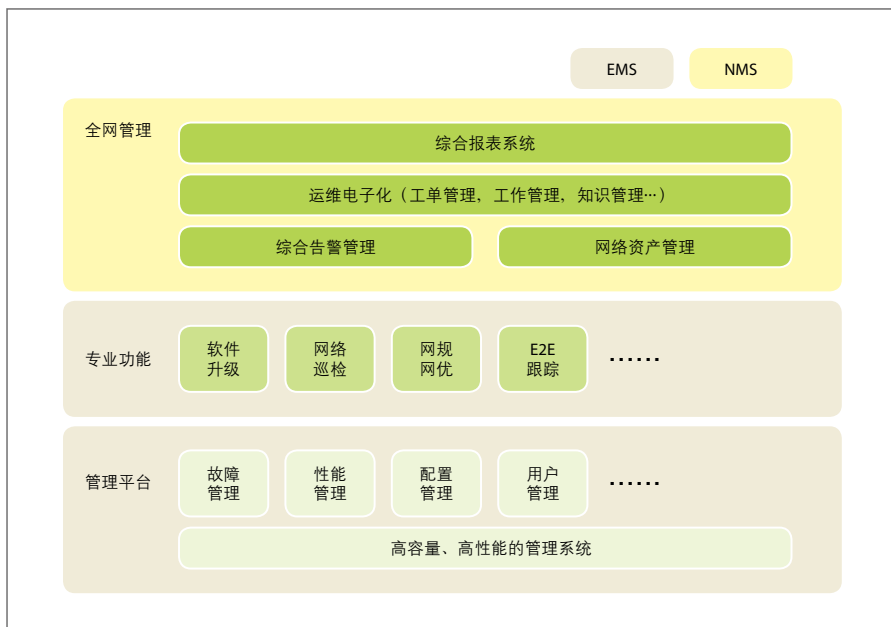 EMS
NMS
全网管理
综合报表系统
运维电子化（工单管理，工作管理，知识管理…）
综合告警管理
网络资产管理
专业功能
软件
升级
网络
巡检
网规
网优
E2E
跟踪
······
管理平台
故障
管理
性能
管理
配置
管理
用户
管理
······
高容量、高性能的管理系统